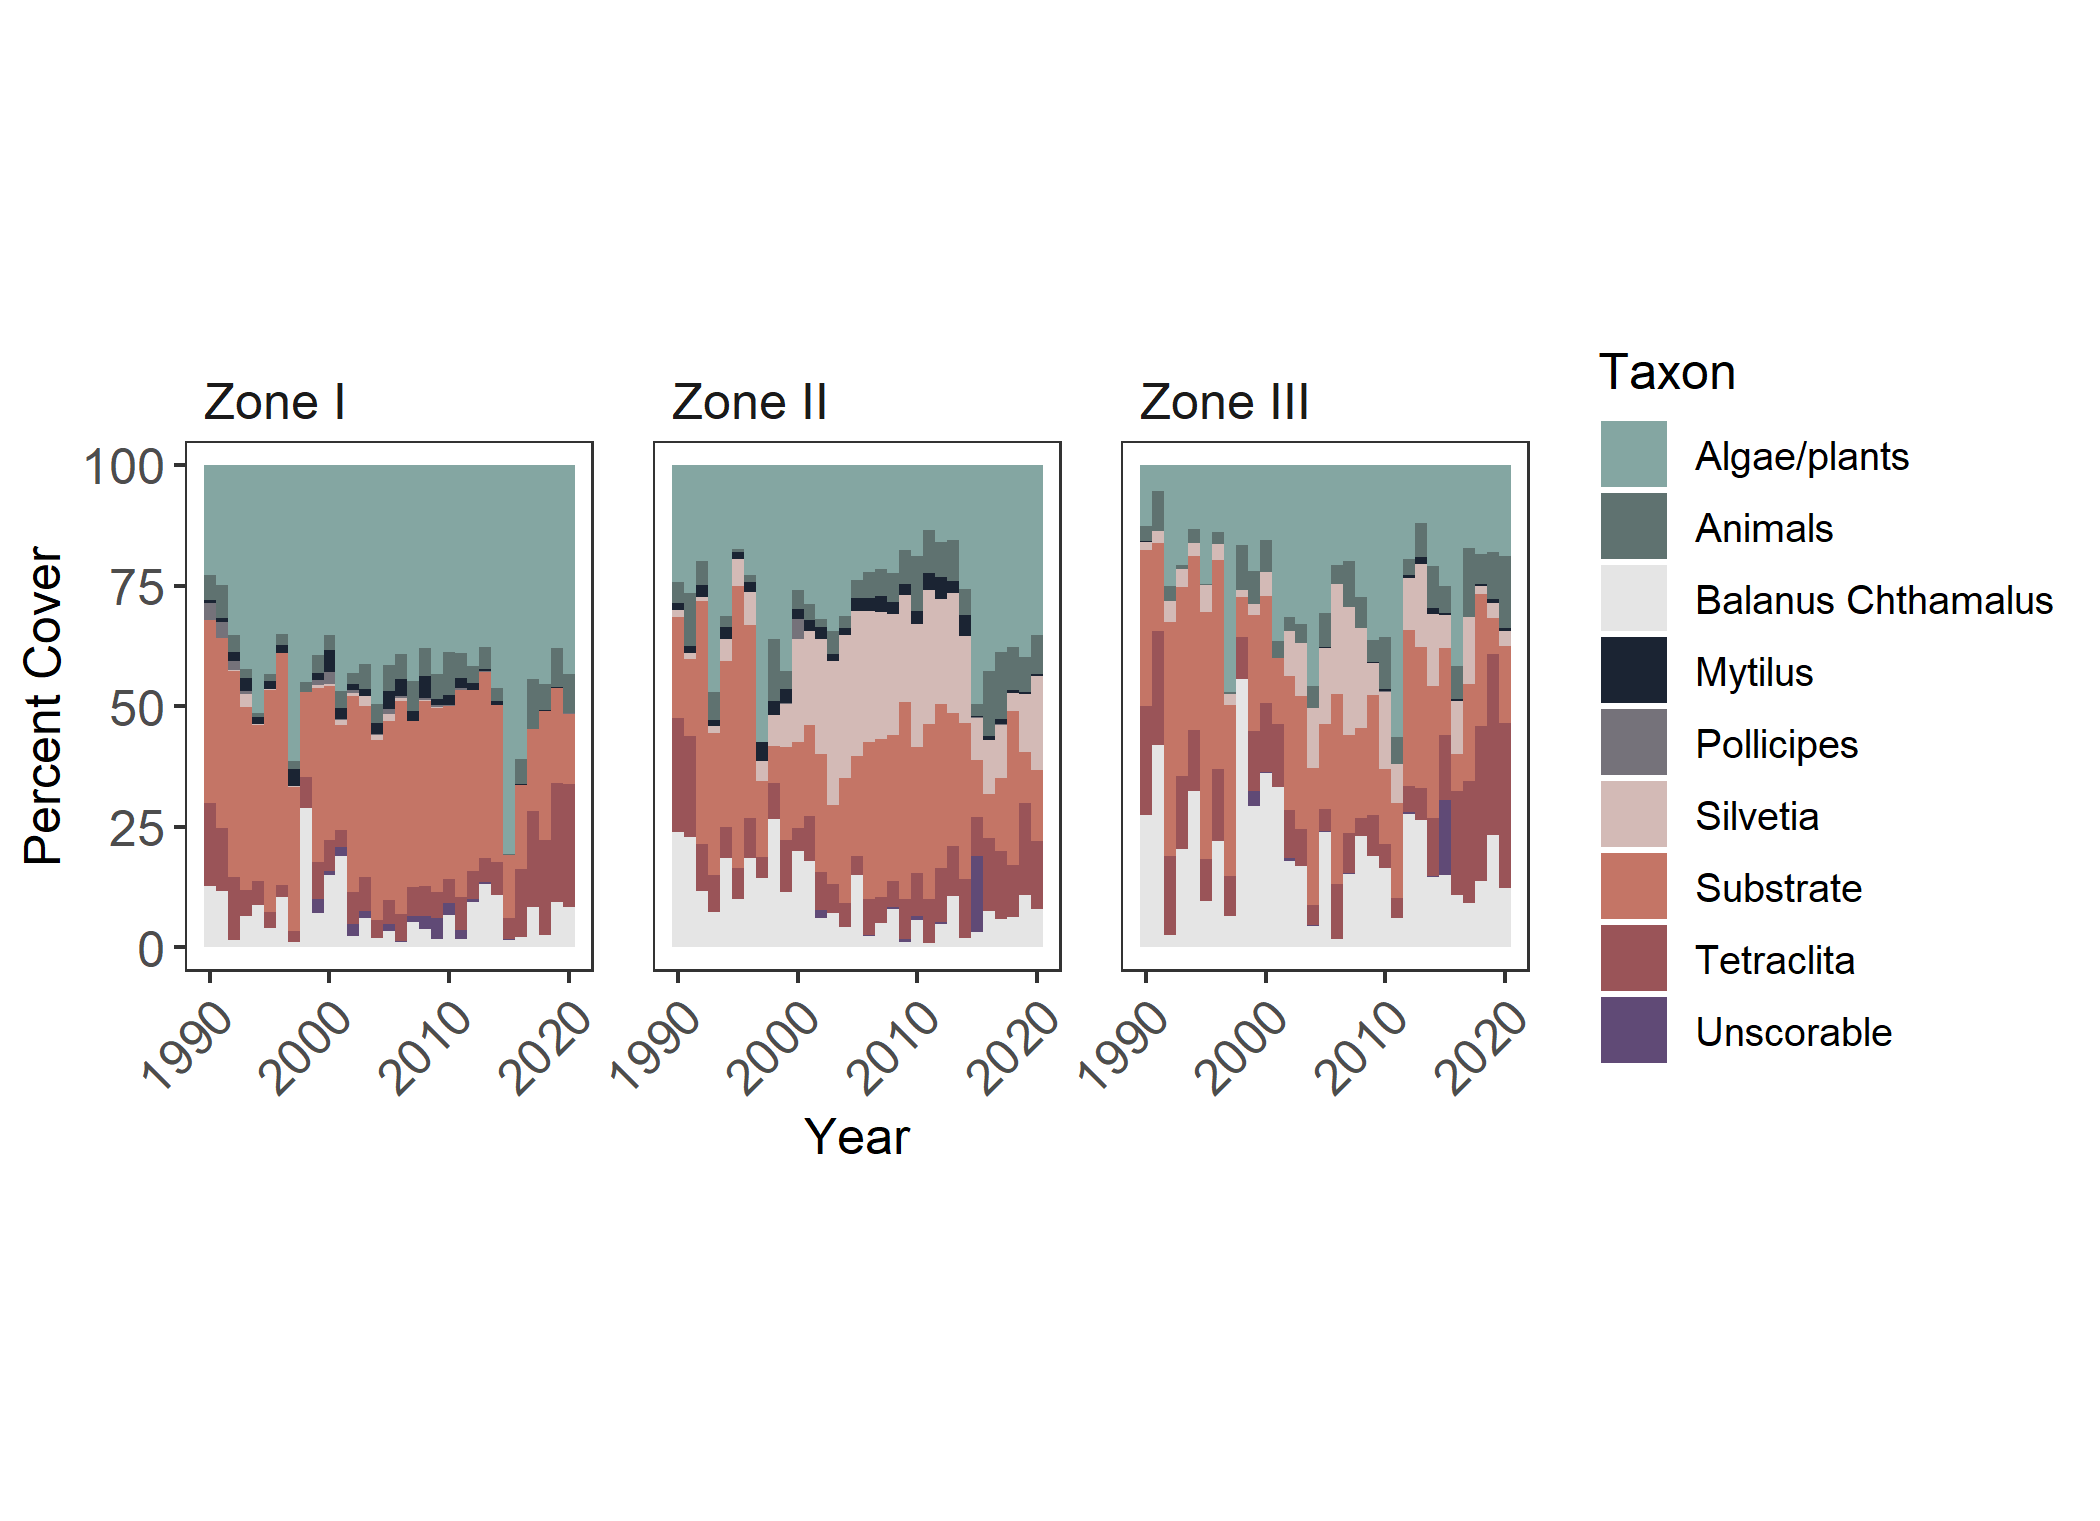 Zone I
Zone II
Zone III
Percent Cover
100
75
50
25
0
1990
2000
2010
2020
1990
2000
2010
2020
1990
2000
2010
2020
Year
Taxon
Algae/plants
Animals
Balanus Chthamalus
Mytilus
Pollicipes
Silvetia
Substrate
Tetraclita
Unscorable